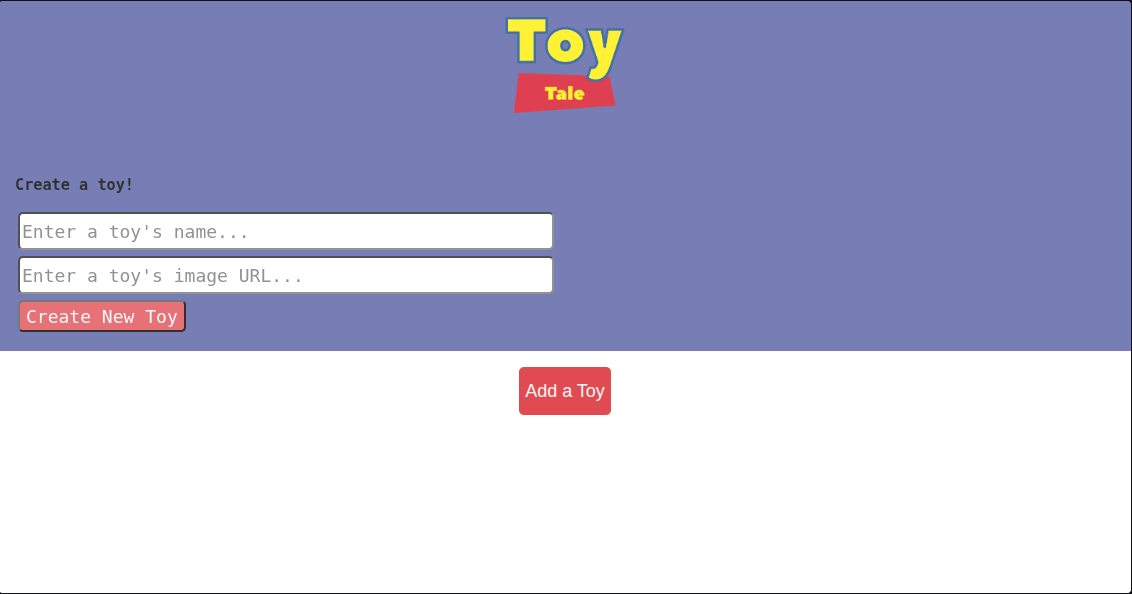 Toy
Tale
Create a toy!
Enter a toy's name...
Enter a toy's image URL...
Create New Toy
Add a Toy